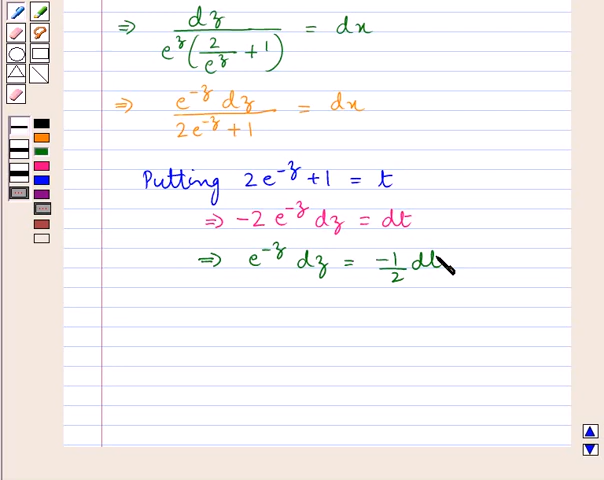 ⇒ dz / (e^z (2/e^z + 1)) = dx
⇒ e^-z dz / (2e^-z + 1) = dx
Putting 2e^-z + 1 = t
⇒ -2 e^-z dz = dt
⇒ e^-z dz = -1/2 dt